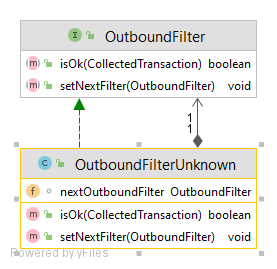 I OutboundFilter
m isOk(CollectedTransaction) boolean
m setNextFilter(OutboundFilter) void
1
1
C OutboundFilterUnknown
f nextOutboundFilter OutboundFilter
m isOk(CollectedTransaction) boolean
m setNextFilter(OutboundFilter) void
Powered by yFiles